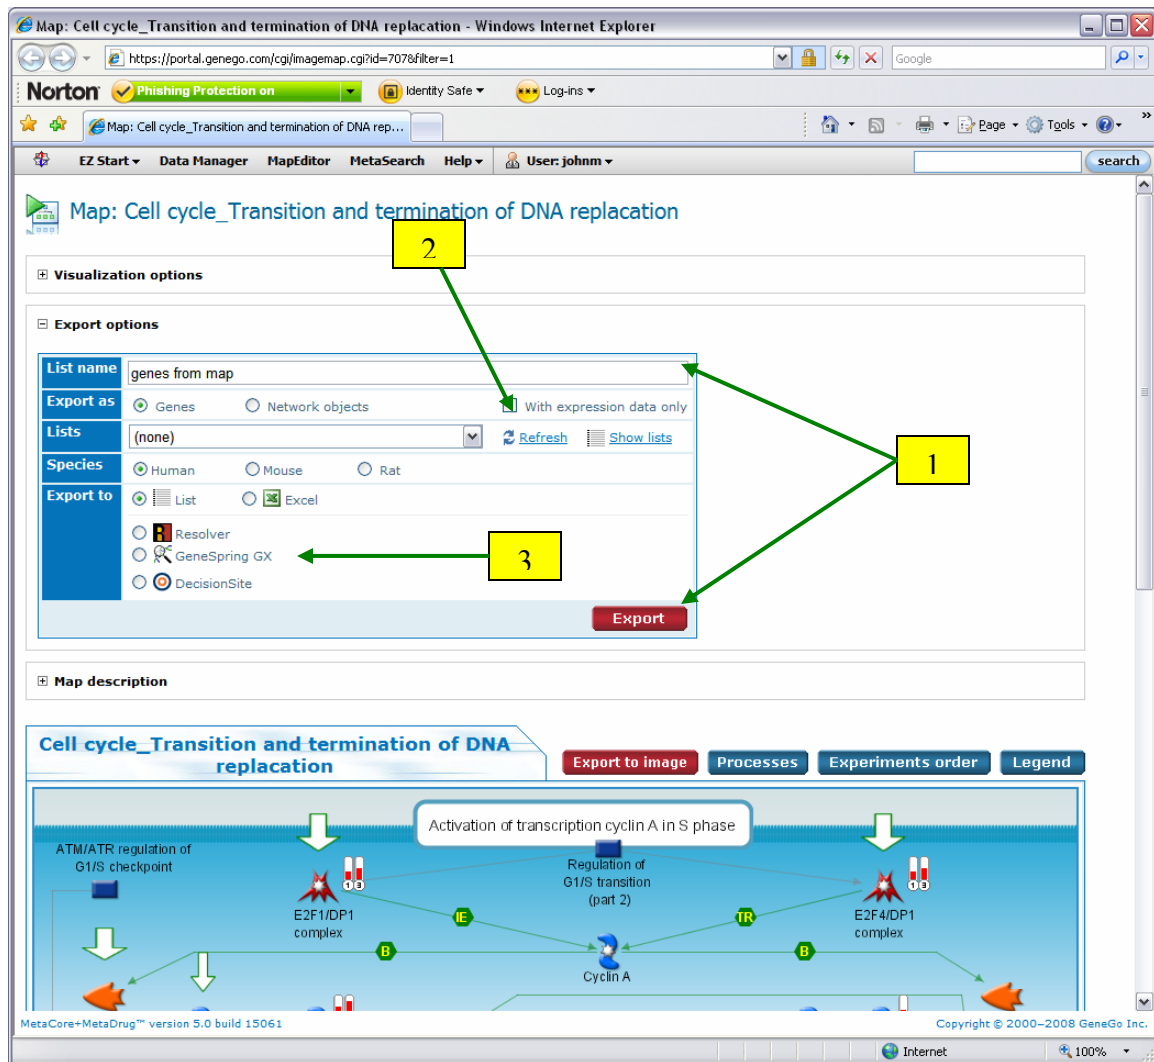 Map: Cell cycle_Transition and termination of DNA replacation - Windows Internet Explorer
https://portal.genego.com/cgi/imagemap.cgi?id=707&filter=1
Google
Norton Phishing Protection on Identity Safe Log-ins
Map: Cell cycle_Transition and termination of DNA rep...
Page Tools
EZ Start Data Manager MapEditor MetaSearch Help User: johnm search
Map: Cell cycle_Transition and termination of DNA replacation
2
Visualization options
Export options
List name genes from map
Export as Genes Network objects With expression data only
Lists (none) Refresh Show lists
1
Species Human Mouse Rat
Export to List Excel
Resolver
GeneSpring GX
3
DecisionSite
Export
Map description
Cell cycle_Transition and termination of DNA
replacation
Export to image Processes Experiments order Legend
Activation of transcription cyclin A in S phase
ATM/ATR regulation of
G1/S checkpoint
Regulation of
G1/S transition
(part 2)
1 3
1 3
E2F1/DP1
complex
E2F4/DP1
complex
IE
TR
B
B
Cyclin A
MetaCore+MetaDrug™ version 5.0 build 15061
Copyright © 2000-2008 GeneGo Inc.
Internet 100%